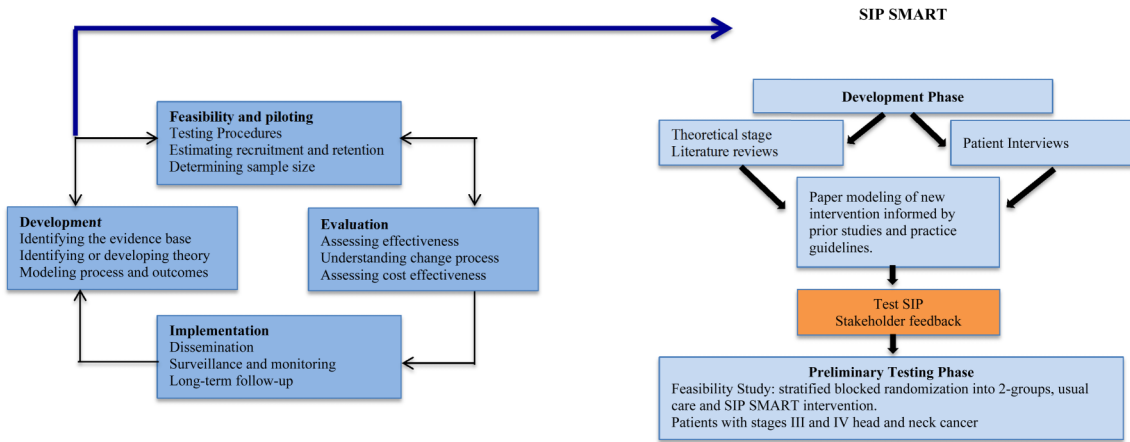 SIP SMART
Feasibility and piloting
Testing Procedures
Estimating recruitment and retention
Determining sample size
Development
Identifying the evidence base
Identifying or developing theory
Modeling process and outcomes
Evaluation
Assessing effectiveness
Understanding change process
Assessing cost effectiveness
Implementation
Dissemination
Surveillance and monitoring
Long-term follow-up
Development Phase
Theoretical stage
Literature reviews
Patient Interviews
Paper modeling of new
intervention informed by
prior studies and practice
guidelines.
Test SIP
Stakeholder feedback
Preliminary Testing Phase
Feasibility Study: stratified blocked randomization into 2-groups, usual
care and SIP SMART intervention.
Patients with stages III and IV head and neck cancer